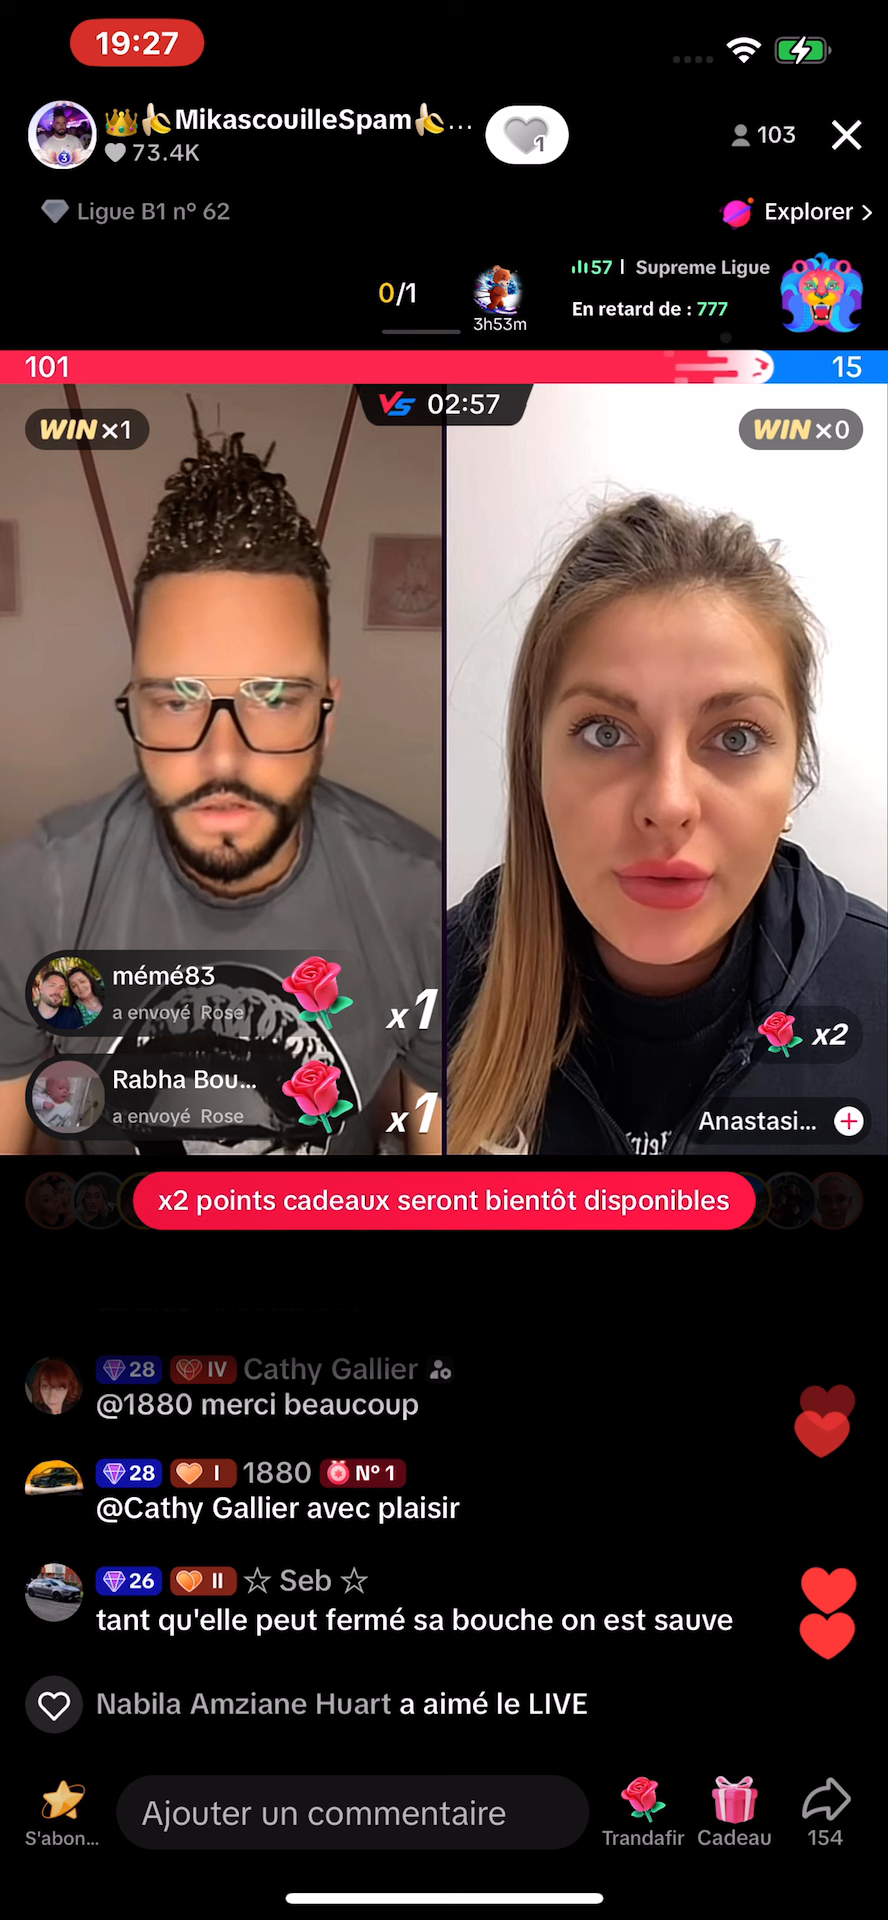 19:27
👑🍌MikascouilleSpam🍌...
73.4K
1
103
Ligue B1 nº 62
Explorer >
0/1
3h53m
57 | Supreme Ligue
En retard de : 777
101
15
VS 02:57
WIN x1
WIN x0
mémé83
a envoyé Rose
x1
Rabha Bou...
a envoyé Rose
x1
x2
Anastasi...
x2 points cadeaux seront bientôt disponibles
28 IV Cathy Gallier
@1880 merci beaucoup
28 I 1880 Nº 1
@Cathy Gallier avec plaisir
26 II ☆ Seb ☆
tant qu'elle peut fermé sa bouche on est sauve
Nabila Amziane Huart a aimé le LIVE
Ajouter un commentaire
S'abon...
Trandafir
Cadeau
154